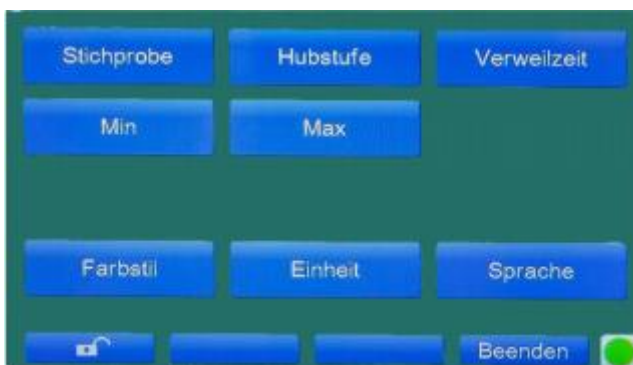 Stichprobe Hubstufe Verweilzeit
Min Max
Farbstil Einheit Sprache
Beenden